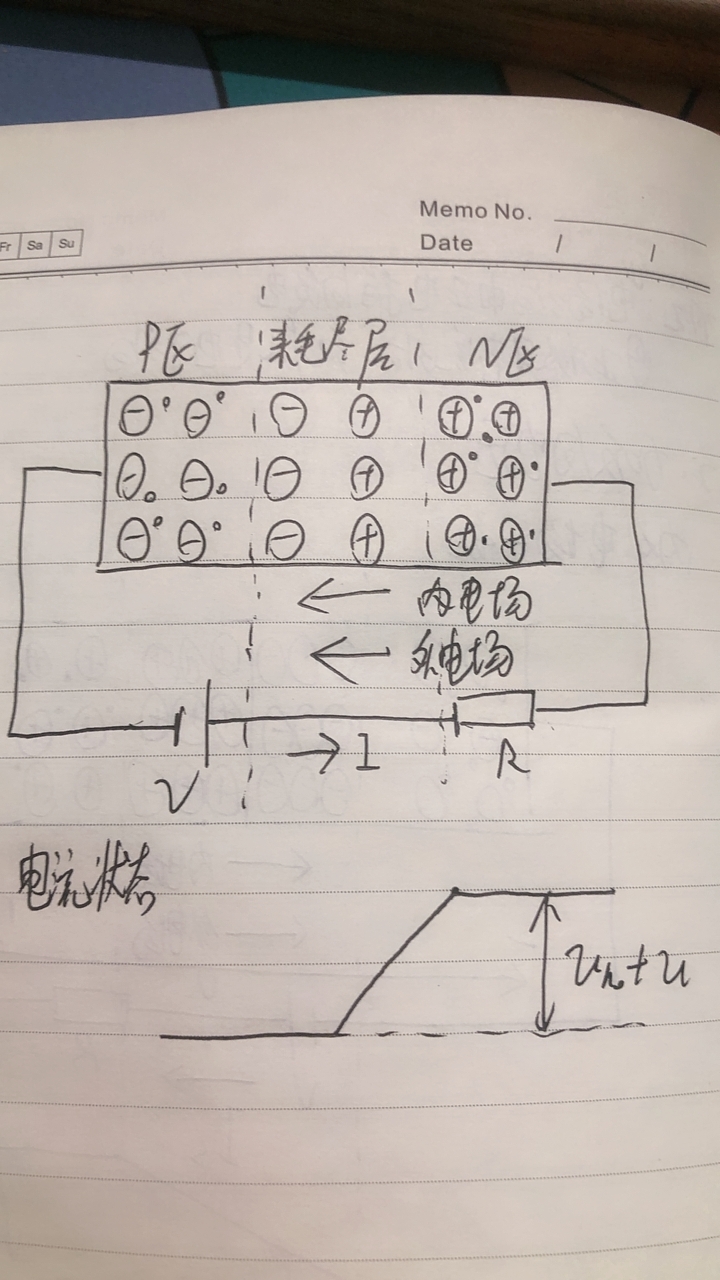 Memo No.
Fr Sa Su
Date / /
P区 耗尽层 N区
⊖° ⊖° ⊖ ⊕ ⊕· ⊕
⊖。 ⊖。 ⊖ ⊕ ⊕· ⊕·
⊖° ⊖° ⊖ ⊕ ⊕· ⊕·
← 内电场
← 外电场
→ I R
V
电流状态